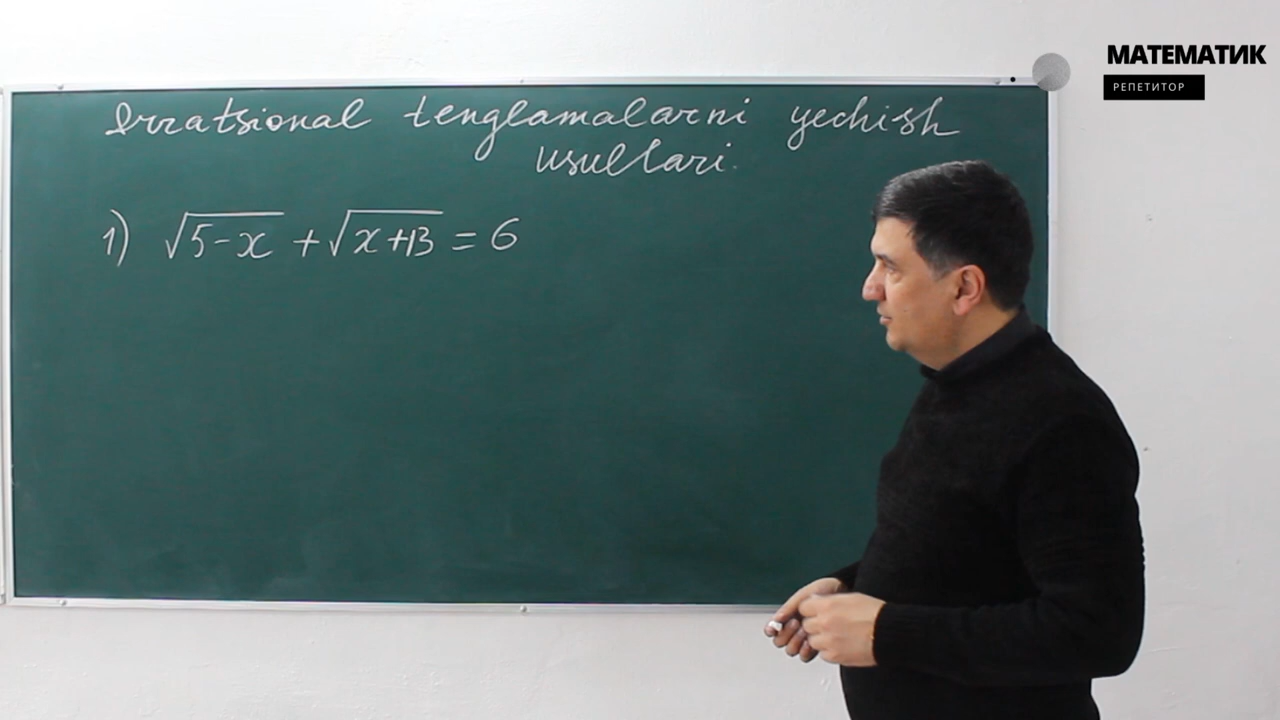 МАТЕМАТИК
РЕПЕТИТОР
Irratsional tenglamalarni yechish
usullari.
1) √5-x + √x+13 = 6